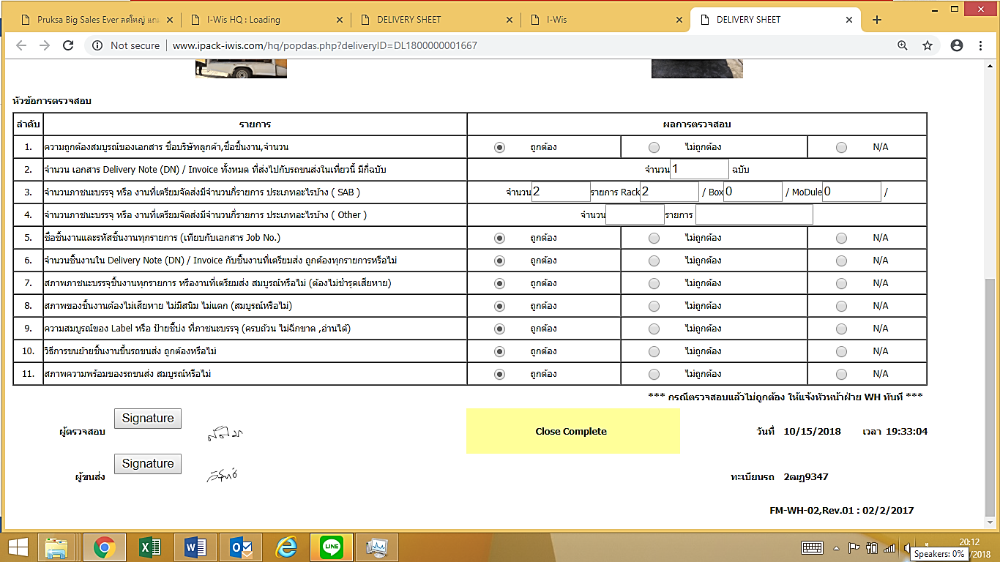 Pruksa Big Sales Ever ลดใหญ่ แถม
I-Wis HQ : Loading
DELIVERY SHEET
I-Wis
DELIVERY SHEET
Not secure | www.ipack-iwis.com/hq/popdas.php?deliveryID=DL1800000001667
หัวข้อการตรวจสอบ
ลำดับ รายการ ผลการตรวจสอบ
1. ความถูกต้องสมบูรณ์ของเอกสาร ชื่อบริษัทลูกค้า,ชื่อชิ้นงาน,จำนวน ถูกต้อง ไม่ถูกต้อง N/A
2. จำนวน เอกสาร Delivery Note (DN) / Invoice ทั้งหมด ที่ส่งไปกับรถขนส่งในเที่ยวนี้ มีกี่ฉบับ จำนวน 1 ฉบับ
3. จำนวนภาชนะบรรจุ หรือ งานที่เตรียมจัดส่งมีจำนวนกี่รายการ ประเภทอะไรบ้าง ( SAB ) จำนวน 2 รายการ Rack 2 / Box 0 / MoDule 0 /
4. จำนวนภาชนะบรรจุ หรือ งานที่เตรียมจัดส่งมีจำนวนกี่รายการ ประเภทอะไรบ้าง ( Other ) จำนวน รายการ
5. ชื่อชิ้นงานและรหัสชิ้นงานทุกรายการ (เทียบกับเอกสาร Job No.) ถูกต้อง ไม่ถูกต้อง N/A
6. จำนวนชิ้นงานใน Delivery Note (DN) / Invoice กับชิ้นงานที่เตรียมส่ง ถูกต้องทุกรายการหรือไม่ ถูกต้อง ไม่ถูกต้อง N/A
7. สภาพภาชนะบรรจุชิ้นงานทุกรายการ หรืองานที่เตรียมส่ง สมบูรณ์หรือไม่ (ต้องไม่ชำรุดเสียหาย) ถูกต้อง ไม่ถูกต้อง N/A
8. สภาพของชิ้นงานต้องไม่เสียหาย ไม่มีสนิม ไม่แตก (สมบูรณ์หรือไม่) ถูกต้อง ไม่ถูกต้อง N/A
9. ความสมบูรณ์ของ Label หรือ ป้ายชี้บ่ง ที่ภาชนะบรรจุ (ครบถ้วน ไม่ฉีกขาด ,อ่านได้) ถูกต้อง ไม่ถูกต้อง N/A
10. วิธีการขนย้ายชิ้นงานขึ้นรถขนส่ง ถูกต้องหรือไม่ ถูกต้อง ไม่ถูกต้อง N/A
11. สภาพความพร้อมของรถขนส่ง สมบูรณ์หรือไม่ ถูกต้อง ไม่ถูกต้อง N/A
*** กรณีตรวจสอบแล้วไม่ถูกต้อง ให้แจ้งหัวหน้าฝ่าย WH ทันที ***
ผู้ตรวจสอบ Signature Close Complete วันที่ 10/15/2018 เวลา 19:33:04
ผู้ขนส่ง Signature ทะเบียนรถ 2ฒฏ9347
FM-WH-02,Rev.01 : 02/2/2017
LINE
20:12
Speakers: 0% /2018